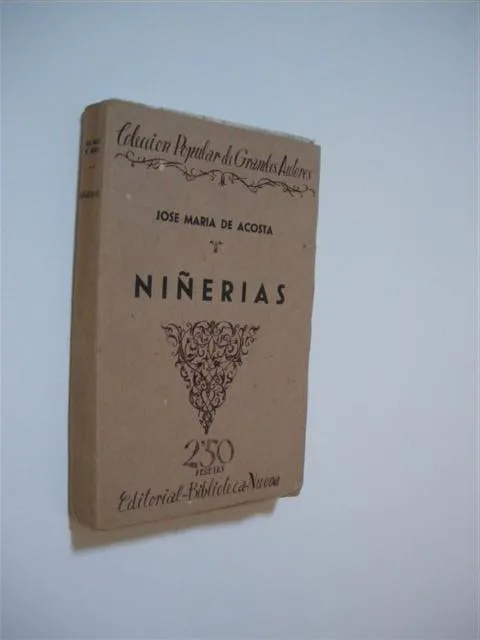 Colección Popular de Grandes Autores
JOSE MARIA DE ACOSTA
NIÑERIAS
2'50
PESETAS
Editorial-Biblioteca-Nueva